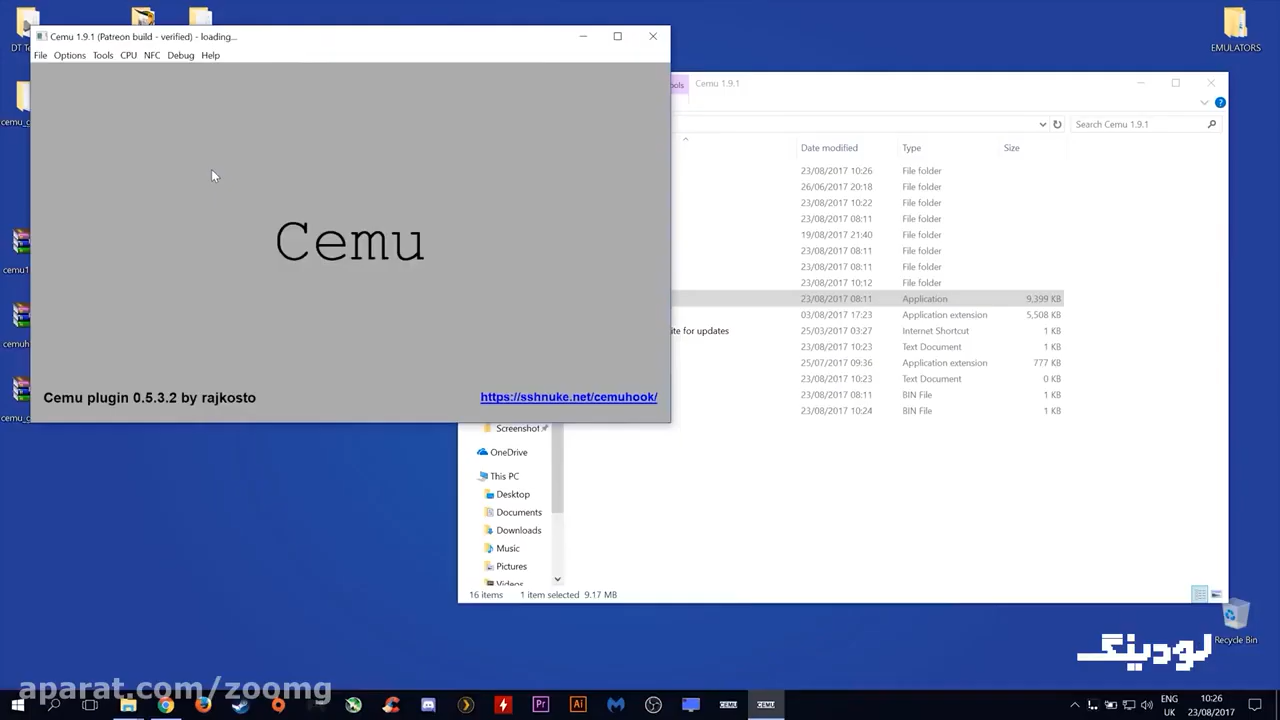 DT To
EMULATORS
Cemu 1.9.1 (Patreon build - verified) - loading...
File Options Tools CPU NFC Debug Help
Cemu
Cemu plugin 0.5.3.2 by rajkosto
https://sshnuke.net/cemuhook/
ools Cemu 1.9.1
Search Cemu 1.9.1
Date modified Type Size
23/08/2017 10:26 File folder
26/06/2017 20:18 File folder
23/08/2017 10:22 File folder
23/08/2017 08:11 File folder
19/08/2017 21:40 File folder
23/08/2017 08:11 File folder
23/08/2017 08:11 File folder
23/08/2017 10:12 File folder
23/08/2017 08:11 Application 9,399 KB
03/08/2017 17:23 Application extension 5,508 KB
ite for updates 25/03/2017 03:27 Internet Shortcut 1 KB
23/08/2017 10:23 Text Document 1 KB
25/07/2017 09:36 Application extension 777 KB
23/08/2017 10:23 Text Document 0 KB
23/08/2017 08:11 BIN File 1 KB
23/08/2017 10:24 BIN File 1 KB
cemu_g
cemu1
cemuh
cemu_g
Screenshot
OneDrive
This PC
Desktop
Documents
Downloads
Music
Pictures
Videos
16 items 1 item selected 9.17 MB
Recycle Bin
لودینگ
aparat.com/zoomg
ENG
UK
10:26
23/08/2017